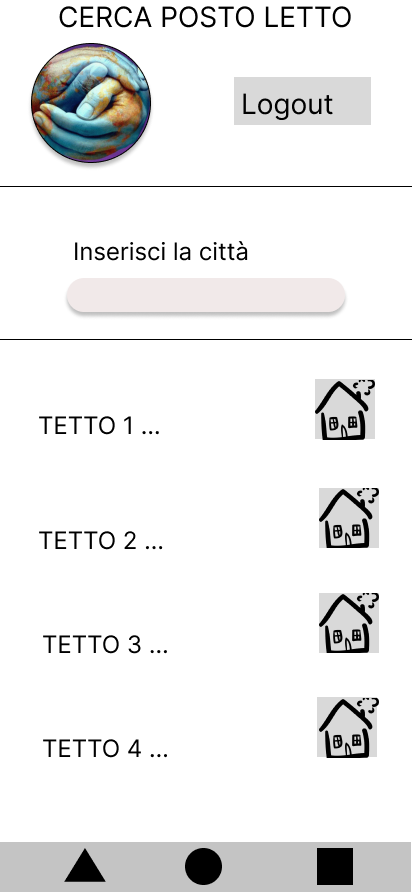 CERCA POSTO LETTO
Logout
Inserisci la città
TETTO 1 ...
TETTO 2 ...
TETTO 3 ...
TETTO 4 ...